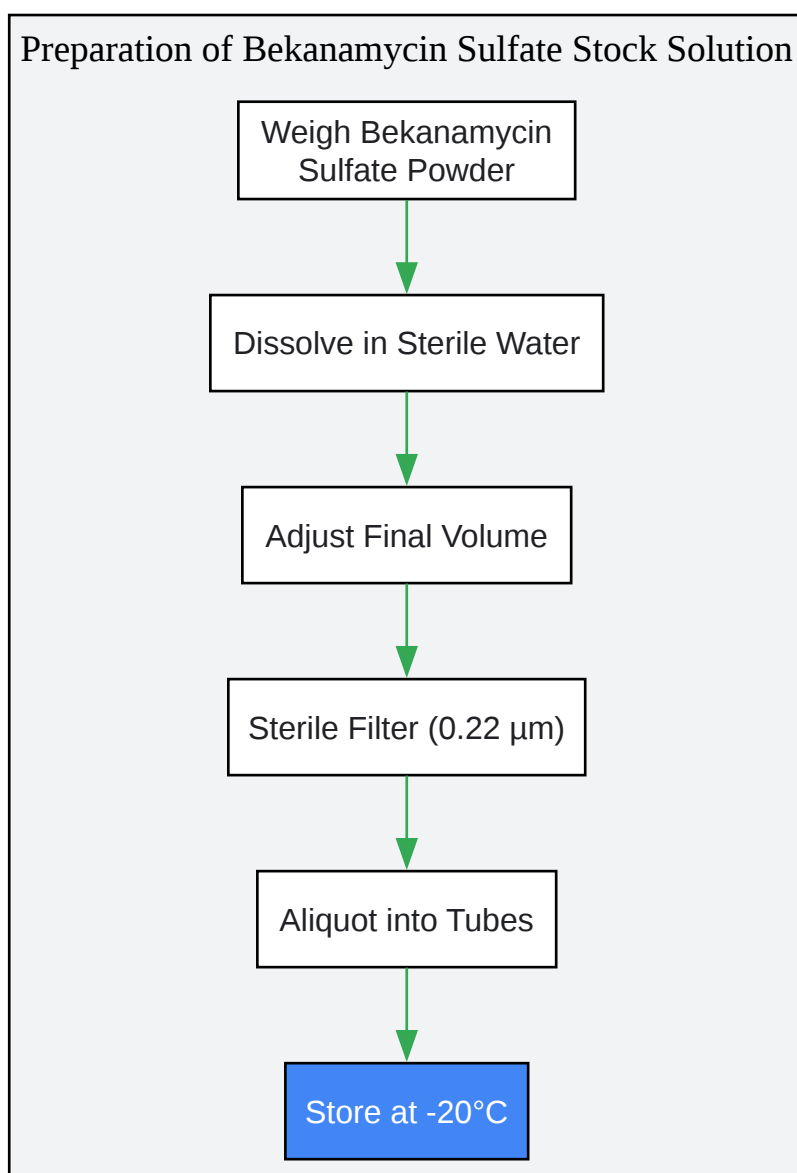 Preparation of Bekanamycin Sulfate Stock Solution
Weigh Bekanamycin
Sulfate Powder
Dissolve in Sterile Water
Adjust Final Volume
Sterile Filter (0.22 µm)
Aliquot into Tubes
Store at -20°C